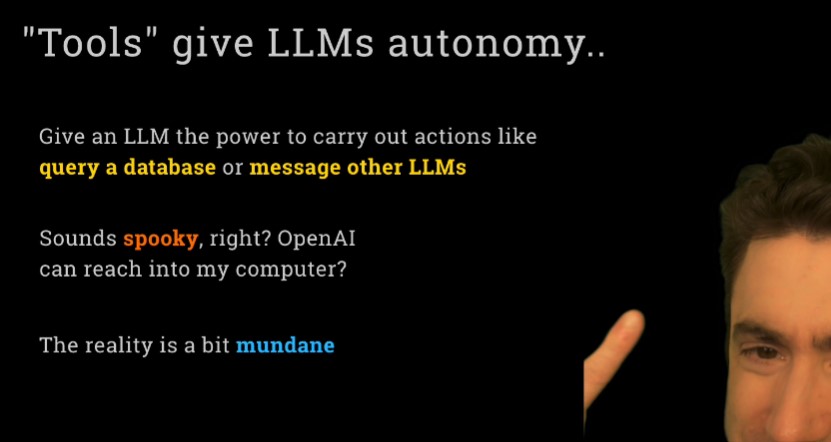 "Tools" give LLMs autonomy..
Give an LLM the power to carry out actions like
query a database or message other LLMs
Sounds spooky, right? OpenAI
can reach into my computer?
The reality is a bit mundane